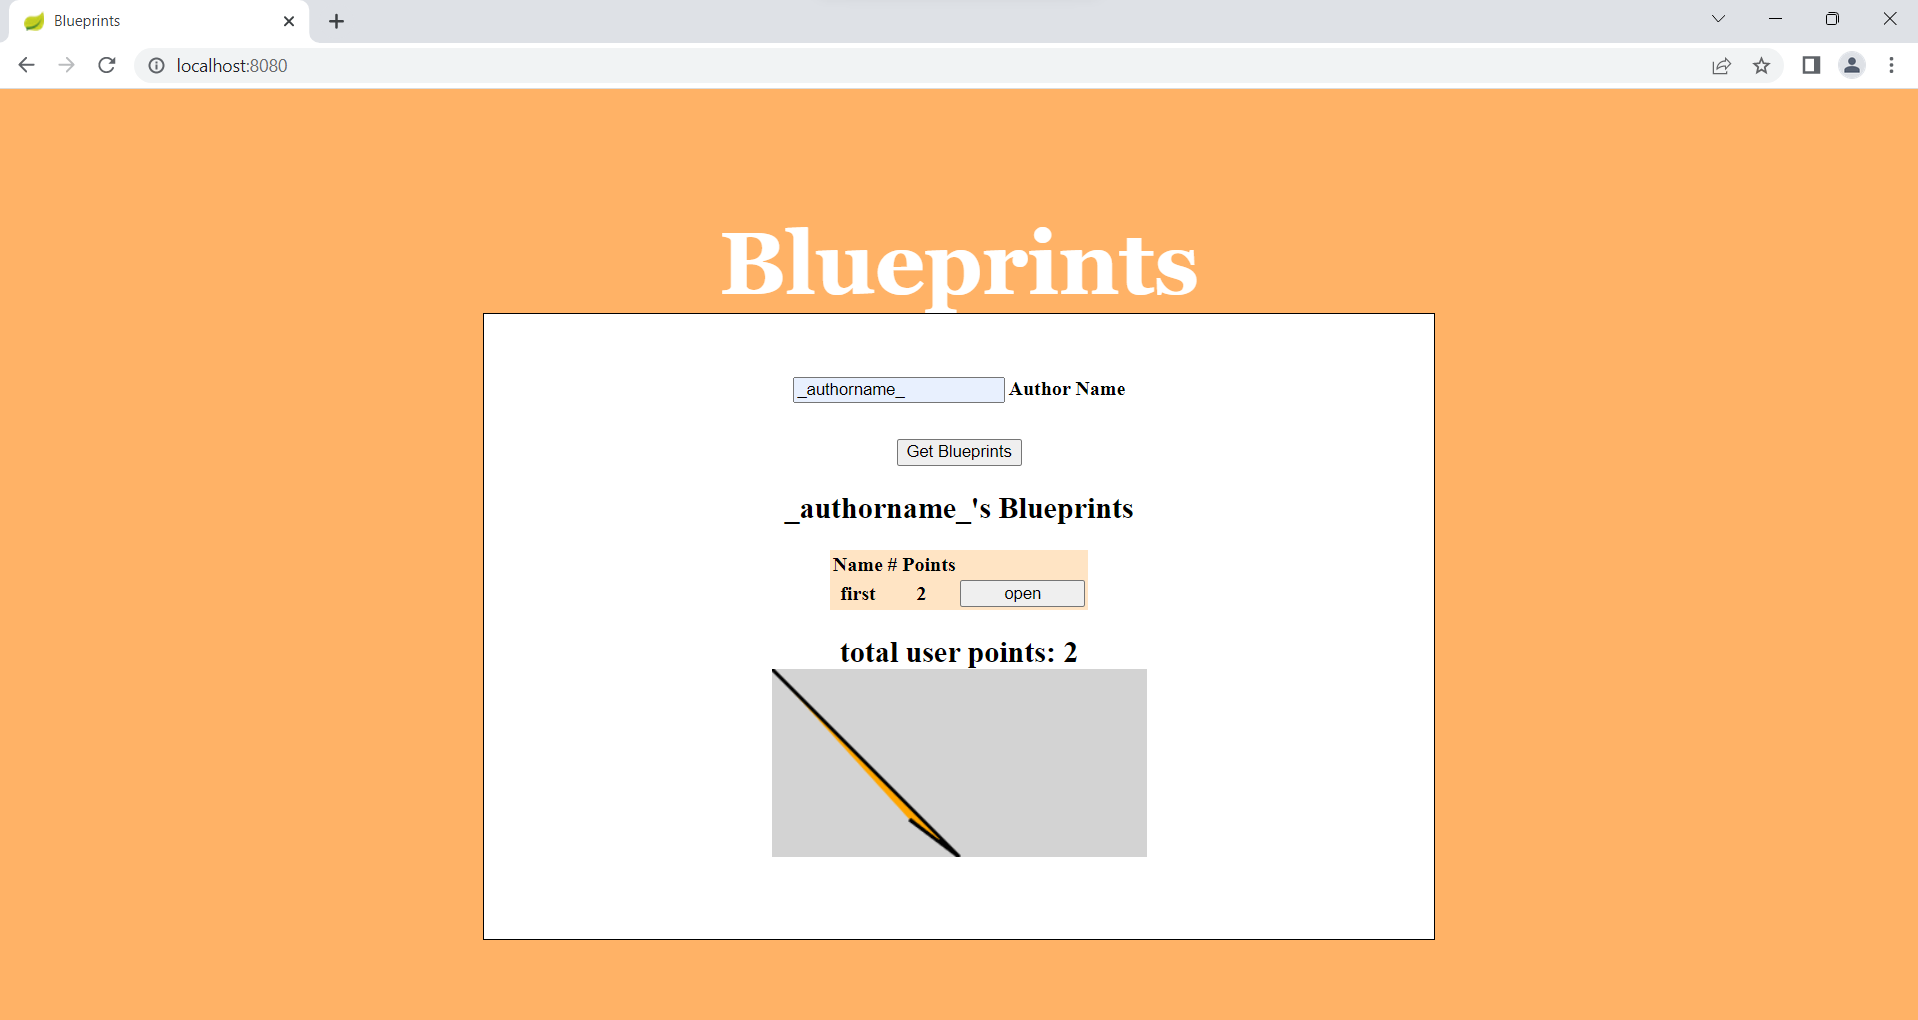 Blueprints
localhost:8080
Blueprints
_authorname_ Author Name
Get Blueprints
_authorname_'s Blueprints
Name # Points
first 2 open
total user points: 2